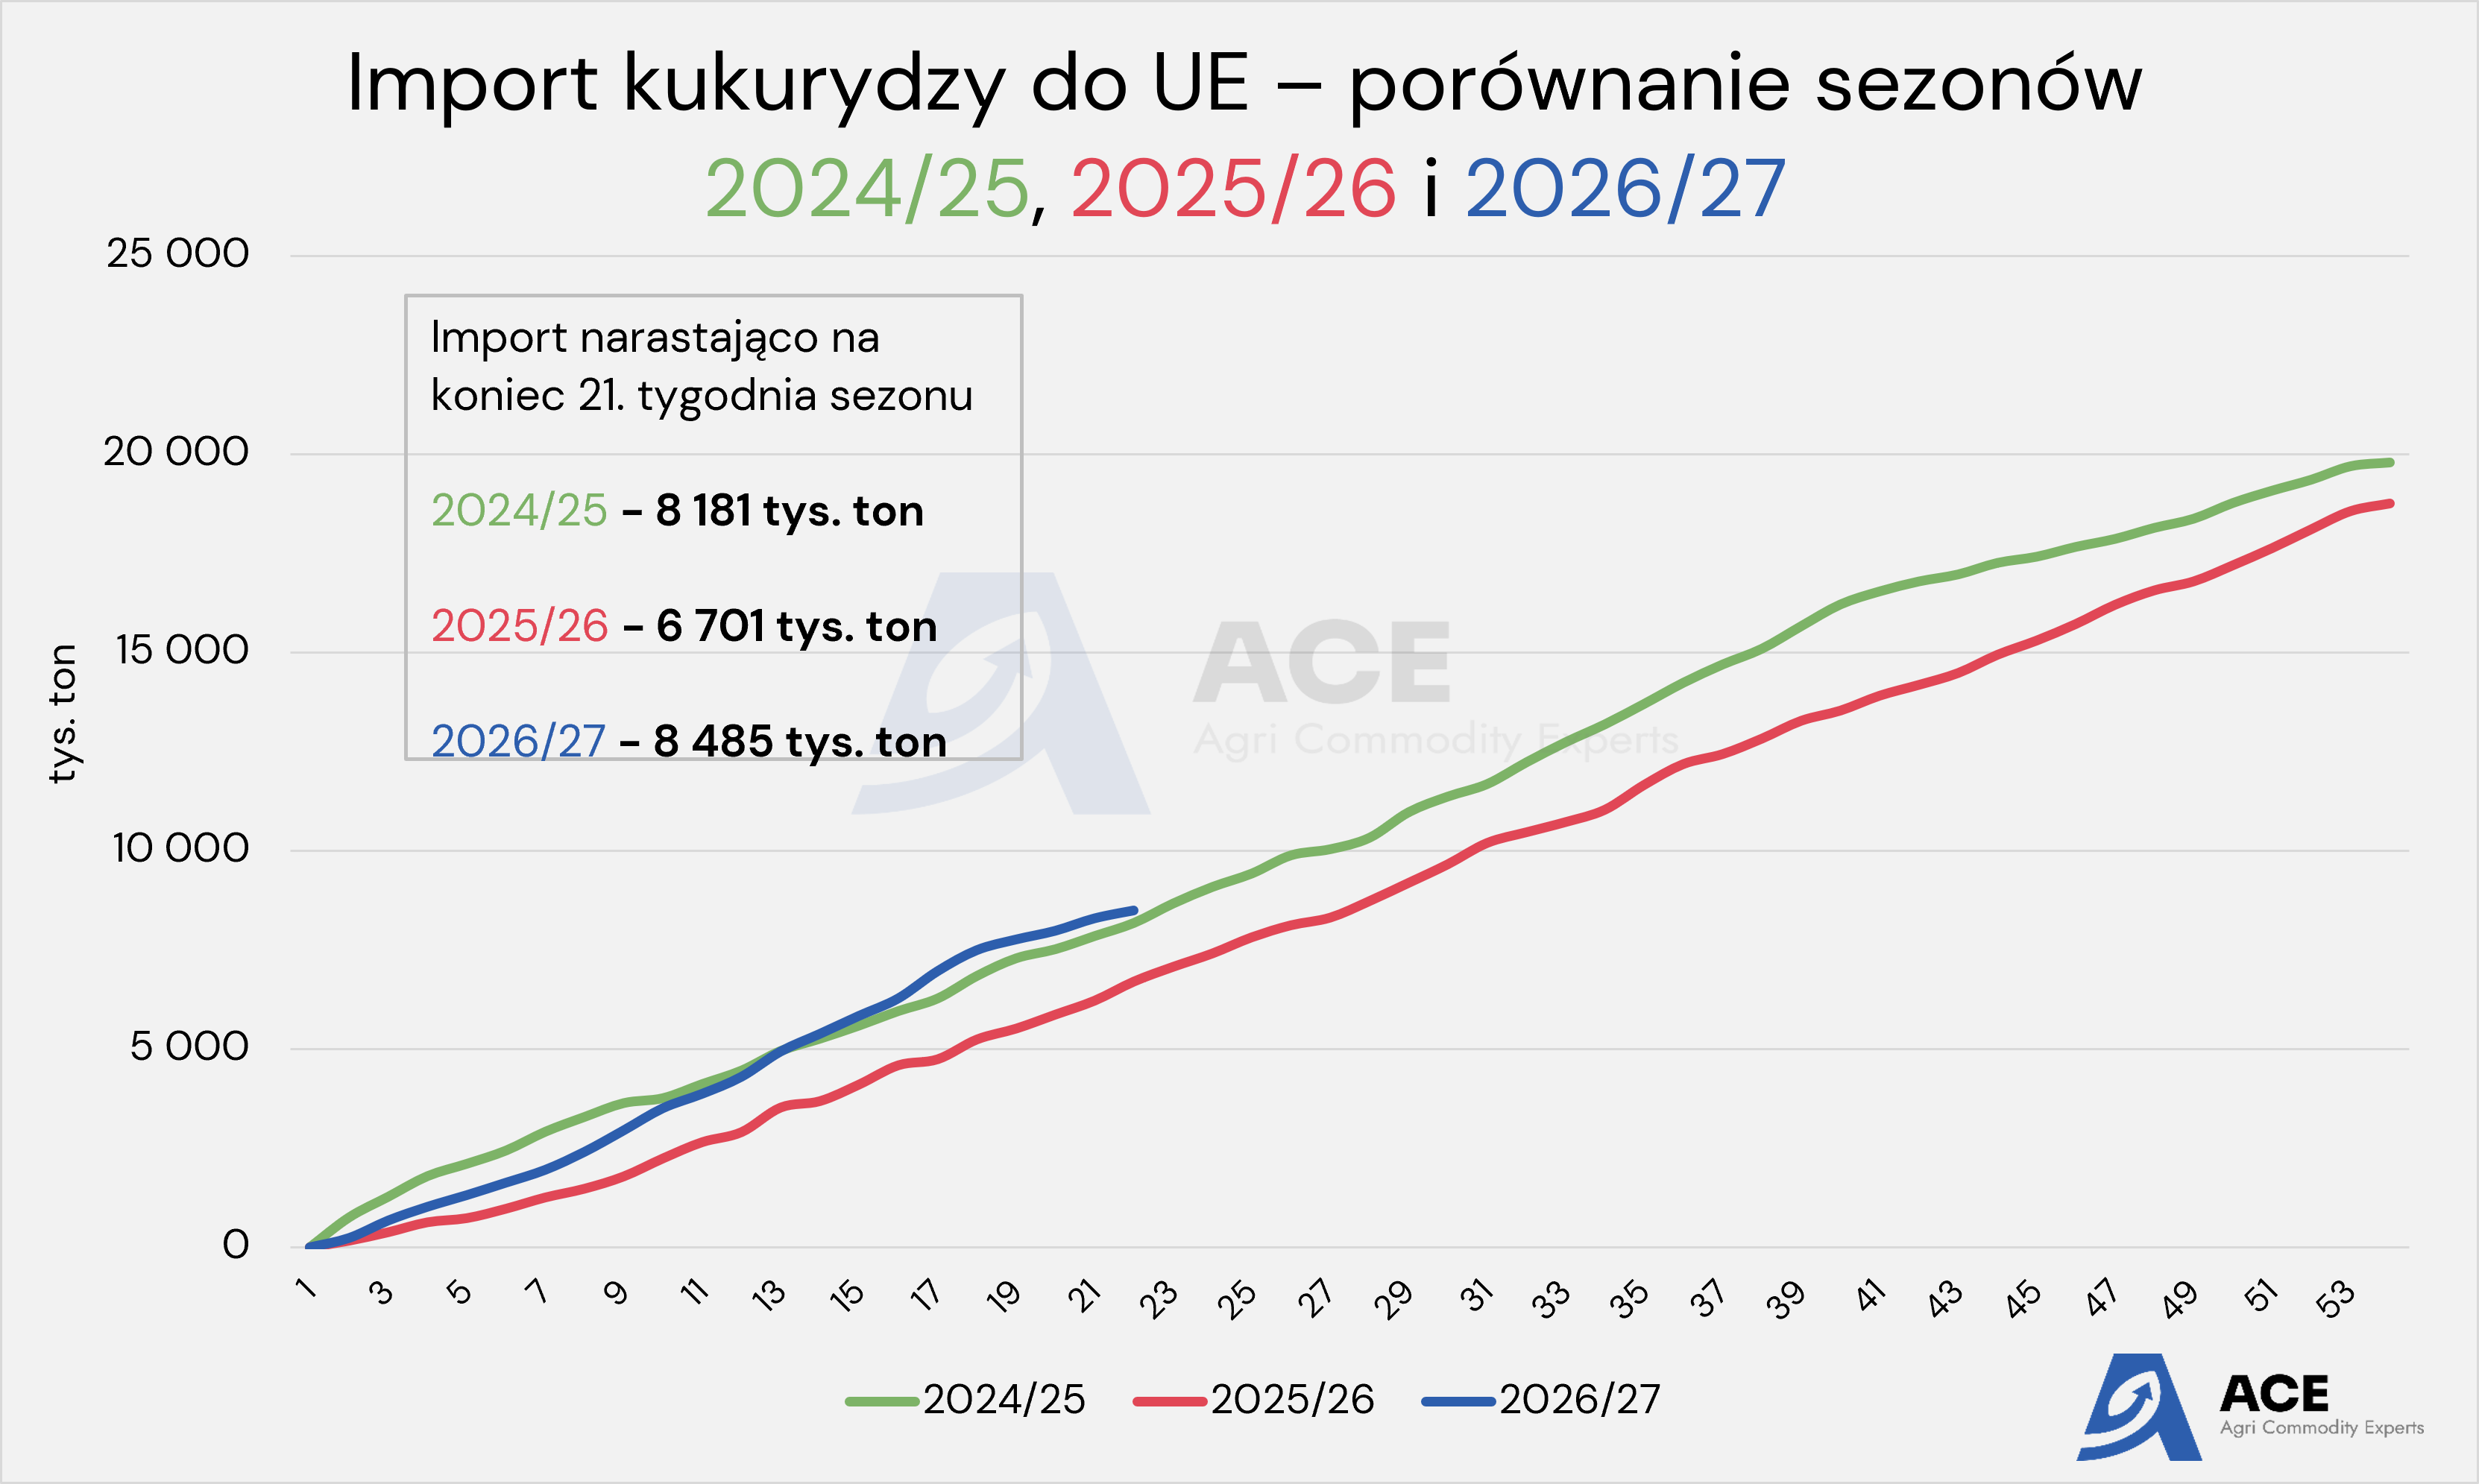 Import kukurydzy do UE – porównanie sezonów
2024/25, 2025/26 i 2026/27
25 000
20 000
15 000
10 000
5 000
0
tys. ton
Import narastająco na
koniec 21. tygodnia sezonu
2024/25 – 8 181 tys. ton
2025/26 – 6 701 tys. ton
2026/27 – 8 485 tys. ton
ACE
Agri Commodity Experts
1 3 5 7 9 11 13 15 17 19 21 23 25 27 29 31 33 35 37 39 41 43 45 47 49 51 53
2024/25 2025/26 2026/27
ACE
Agri Commodity Experts